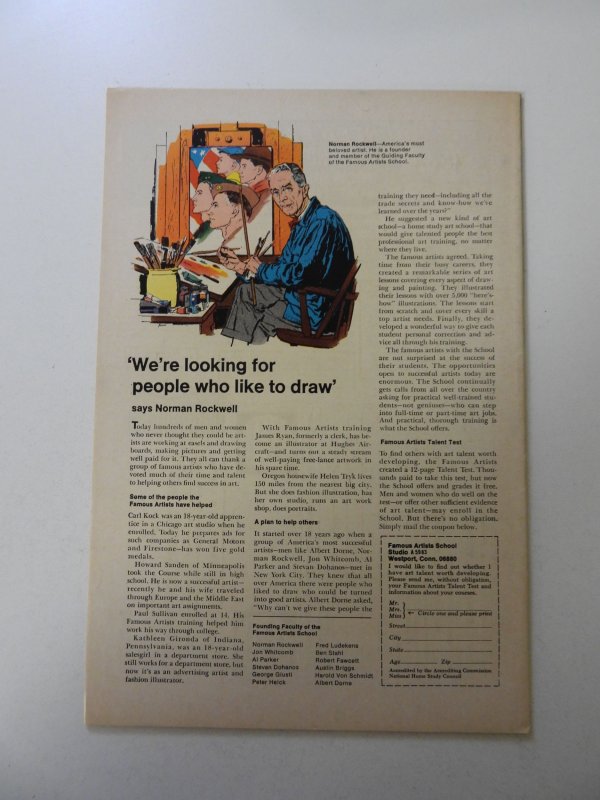 Norman Rockwell—America's most
beloved artist. He is a founder
and member of the Guiding Faculty
of the Famous Artists School.
'We're looking for
people who like to draw'
says Norman Rockwell
Today hundreds of men and women
who never thought they could be art-
ists are working at easels and drawing
boards, making pictures and getting
well paid for it. They all can thank a
group of famous artists who have de-
voted much of their time and talent
to helping others find success in art.
Some of the people the
Famous Artists have helped
Carl Kock was an 18-year-old appren-
tice in a Chicago art studio when he
enrolled. Today he prepares ads for
such companies as General Motors
and Firestone—has won five gold
medals.
Howard Sanden of Minneapolis
took the Course while still in high
school. He is now a successful artist—
recently he and his wife traveled
through Europe and the Middle East
on important art assignments.
Paul Sullivan enrolled at 14. His
Famous Artists training helped him
work his way through college.
Kathleen Gironda of Indiana,
Pennsylvania, was an 18-year-old
salesgirl in a department store. She
still works for a department store, but
now it's as an advertising artist and
fashion illustrator.
With Famous Artists training
James Ryan, formerly a clerk, has be-
come an illustrator at Hughes Air-
craft—and turns out a steady stream
of well-paying free-lance artwork in
his spare time.
Oregon housewife Helen Tryk lives
150 miles from the nearest big city.
But she does fashion illustration, has
her own studio, runs an art work
shop, does portraits.
A plan to help others
It started over 18 years ago when a
group of America's most successful
artists—men like Albert Dorne, Nor-
man Rockwell, Jon Whitcomb, Al
Parker and Stevan Dohanos—met in
New York City. They knew that all
over America there were people who
liked to draw who could be turned
into good artists. Albert Dorne asked,
"Why can't we give these people the
Founding Faculty of the
Famous Artists School
Norman Rockwell
Jon Whitcomb
Al Parker
Stevan Dohanos
George Giusti
Peter Helck
Fred Ludekens
Ben Stahl
Robert Fawcett
Austin Briggs
Harold Von Schmidt
Albert Dorne
training they need—including all the
trade secrets and know-how we've
learned over the years?"
He suggested a new kind of art
school—a home study art school—that
would give talented people the best
professional art training, no matter
where they live.
The famous artists agreed. Taking
time from their busy careers, they
created a remarkable series of art
lessons covering every aspect of draw-
ing and painting. They illustrated
their lessons with over 5,000 "here's-
how" illustrations. The lessons start
from scratch and cover every skill a
top artist needs. Finally, they de-
veloped a wonderful way to give each
student personal correction and ad-
vice all through his training.
The famous artists with the School
are not surprised at the success of
their students. The opportunities
open to successful artists today are
enormous. The School continually
gets calls from all over the country
asking for practical well-trained stu-
dents—not geniuses—who can step
into full-time or part-time art jobs.
And practical, thorough training is
what the School offers.
Famous Artists Talent Test
To find others with art talent worth
developing, the Famous Artists
created a 12-page Talent Test. Thou-
sands paid to take this test, but now
the School offers and grades it free.
Men and women who do well on the
test—or offer other sufficient evidence
of art talent—may enroll in the
School. But there's no obligation.
Simply mail the coupon below.
Famous Artists School
Studio A5983
Westport, Conn. 06880
I would like to find out whether I
have art talent worth developing.
Please send me, without obligation,
your Famous Artists Talent Test and
information about your courses.
Mr.
Mrs.
Miss
← Circle one and please print
Street
City
State
Age Zip
Accredited by the Accrediting Commission
National Home Study Council